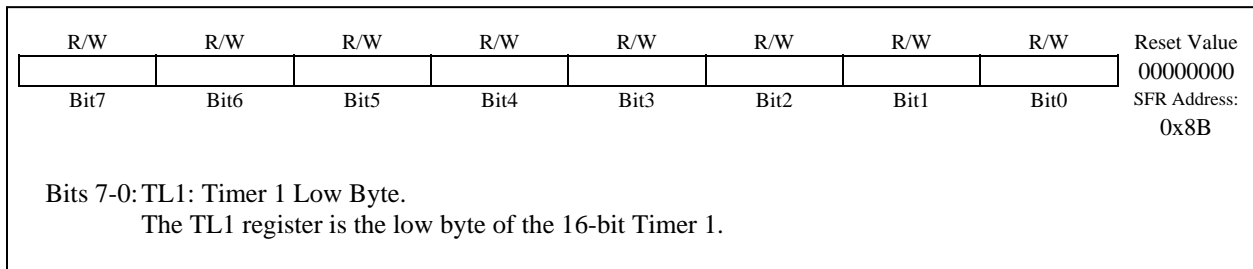 R/W R/W R/W R/W R/W R/W R/W R/W Reset Value
00000000
Bit7 Bit6 Bit5 Bit4 Bit3 Bit2 Bit1 Bit0 SFR Address:
0x8B
Bits 7-0: TL1: Timer 1 Low Byte.
The TL1 register is the low byte of the 16-bit Timer 1.